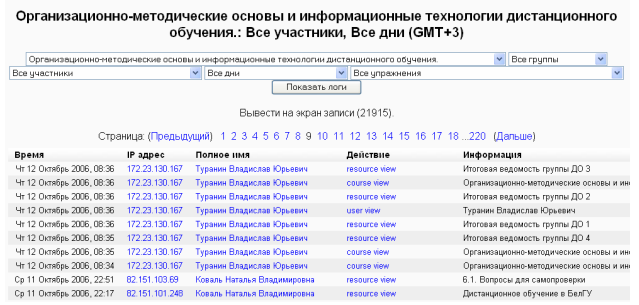 Организационно-методические основы и информационные технологии дистанционного
обучения.: Все участники, Все дни (GMT+3)
Организационно-методические основы и информационные технологии дистанционного обучения. Все группы
Все участники Все дни Все упражнения
Показать логи
Вывести на экран записи (21915).
Страница: (Предыдущий) 1 2 3 4 5 6 7 8 9 10 11 12 13 14 15 16 17 18 ...220 (Дальше)
Время IP адрес Полное имя Действие Информация
Чт 12 Октябрь 2006, 08:36 172.23.130.167 Туранин Владислав Юрьевич resource view Итоговая ведомость группы ДО 3
Чт 12 Октябрь 2006, 08:36 172.23.130.167 Туранин Владислав Юрьевич course view Организационно-методические основы и ин
Чт 12 Октябрь 2006, 08:36 172.23.130.167 Туранин Владислав Юрьевич resource view Итоговая ведомость группы ДО 2
Чт 12 Октябрь 2006, 08:36 172.23.130.167 Туранин Владислав Юрьевич user view Туранин Владислав Юрьевич
Чт 12 Октябрь 2006, 08:36 172.23.130.167 Туранин Владислав Юрьевич resource view Итоговая ведомость группы ДО 1
Чт 12 Октябрь 2006, 08:35 172.23.130.167 Туранин Владислав Юрьевич resource view Итоговая ведомость группы ДО 4
Чт 12 Октябрь 2006, 08:35 172.23.130.167 Туранин Владислав Юрьевич course view Организационно-методические основы и ин
Чт 12 Октябрь 2006, 08:34 172.23.130.167 Туранин Владислав Юрьевич course view Организационно-методические основы и ин
Ср 11 Октябрь 2006, 22:51 82.151.103.69 Коваль Наталья Владимировна resource view 6.1. Вопросы для самопроверки
Ср 11 Октябрь 2006, 22:17 82.151.101.248 Коваль Наталья Владимировна resource view Дистанционное обучение в БелГУ